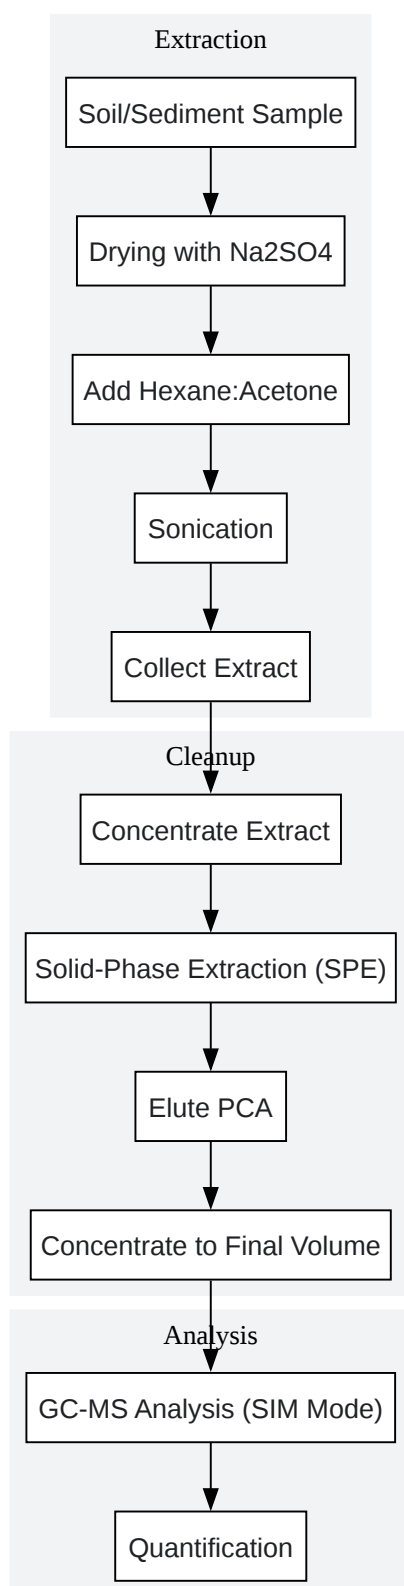 Extraction
Soil/Sediment Sample
Drying with Na2SO4
Add Hexane:Acetone
Sonication
Collect Extract
Cleanup
Concentrate Extract
Solid-Phase Extraction (SPE)
Elute PCA
Concentrate to Final Volume
Analysis
GC-MS Analysis (SIM Mode)
Quantification